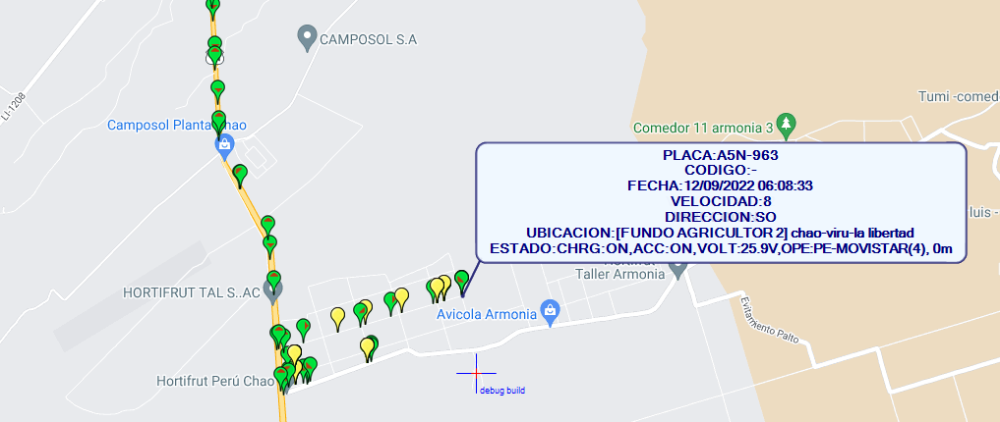 CAMPOSOL S.A
LI-1208
Tumi -comedo
Camposol Planta Chao
Comedor 11 armonia 3
PLACA:A5N-963
CODIGO:-
FECHA:12/09/2022 06:08:33
VELOCIDAD:8
DIRECCION:SO
luis -
UBICACION:[FUNDO AGRICULTOR 2] chao-viru-la libertad
ESTADO:CHRG:ON,ACC:ON,VOLT:25.9V,OPE:PE-MOVISTAR(4), 0m
Hortifrut
Taller Armonia
HORTIFRUT TAL S..AC
Avicola Armonia
Evitamiento Palto
Hortifrut Perú Chao
debug build